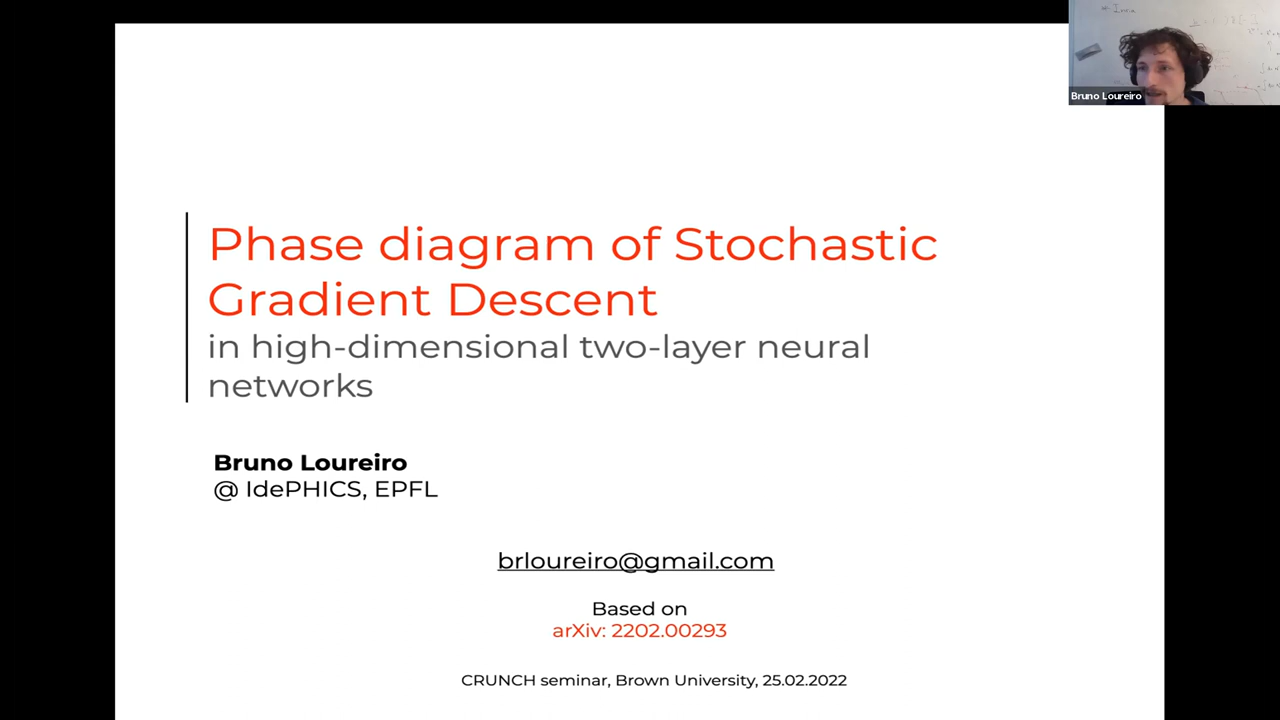 Bruno Loureiro
Phase diagram of Stochastic
Gradient Descent
in high-dimensional two-layer neural
networks
Bruno Loureiro
@ IdePHICS, EPFL
brloureiro@gmail.com
Based on
arXiv: 2202.00293
CRUNCH seminar, Brown University, 25.02.2022